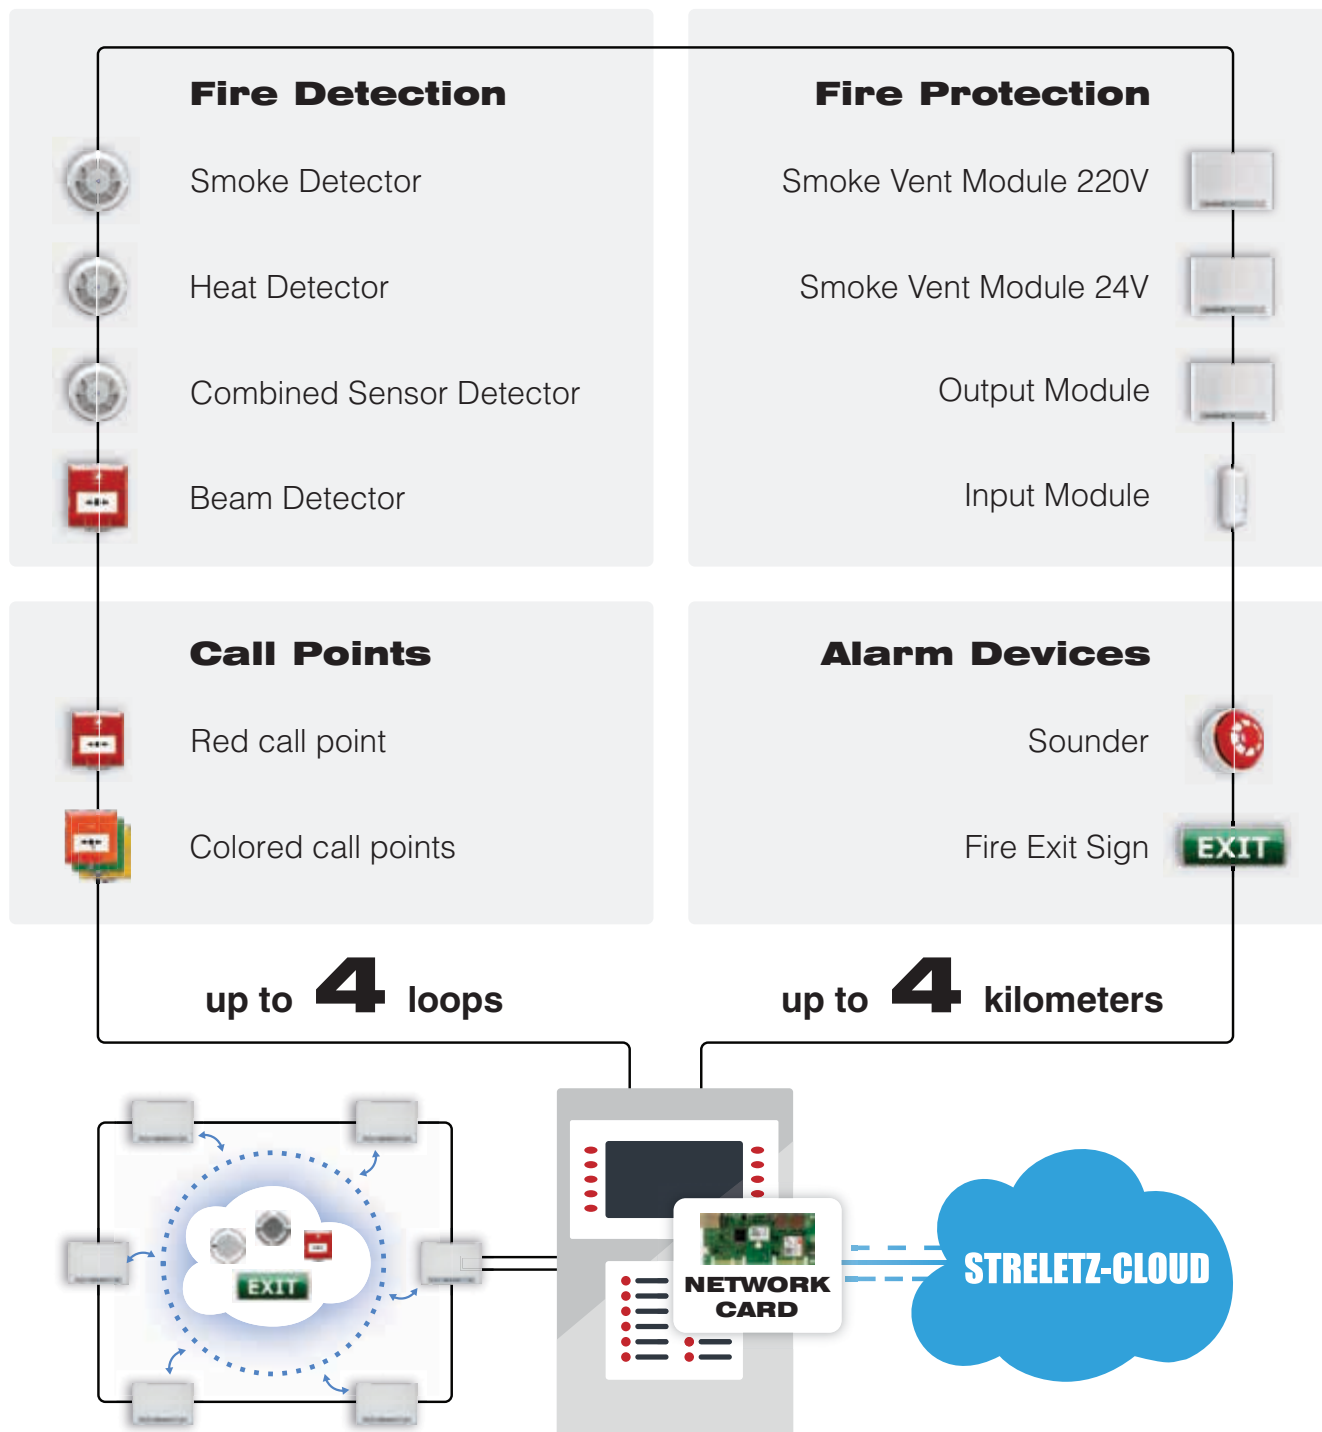 Fire Detection
Smoke Detector
Heat Detector
Combined Sensor Detector
Beam Detector
Fire Protection
Smoke Vent Module 220V
Smoke Vent Module 24V
Output Module
Input Module
Call Points
Red call point
Colored call points
Alarm Devices
Sounder
Fire Exit Sign
EXIT
up to 4 loops
up to 4 kilometers
EXIT
NETWORK
CARD
STRELETZ-CLOUD